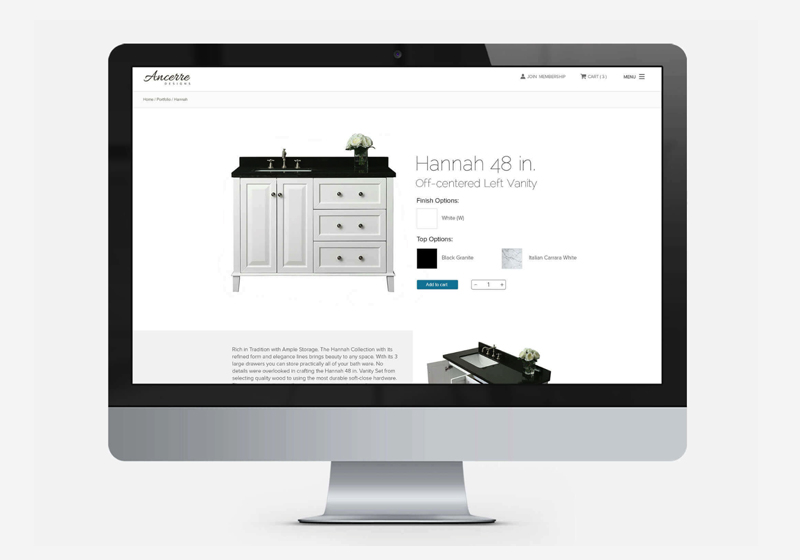 Ancerre
DESIGNS
JOIN MEMBERSHIP
CART ( 5 )
MENU
Home / Portfolio / Hannah
Hannah 48 in.
Off-centered Left Vanity
Finish Options:
White (W)
Top Options:
Black Granite
Italian Carrara White
Add to cart
− 1 +
Rich in Tradition with Ample Storage. The Hannah Collection with its
refined form and elegance lines brings beauty to any space. With its 3
large drawers you can store practically all of your bath were. No
details were overlooked in crafting the Hannah 48 in. Vanity Set from
selecting quality wood to using the most durable soft-close hardware.